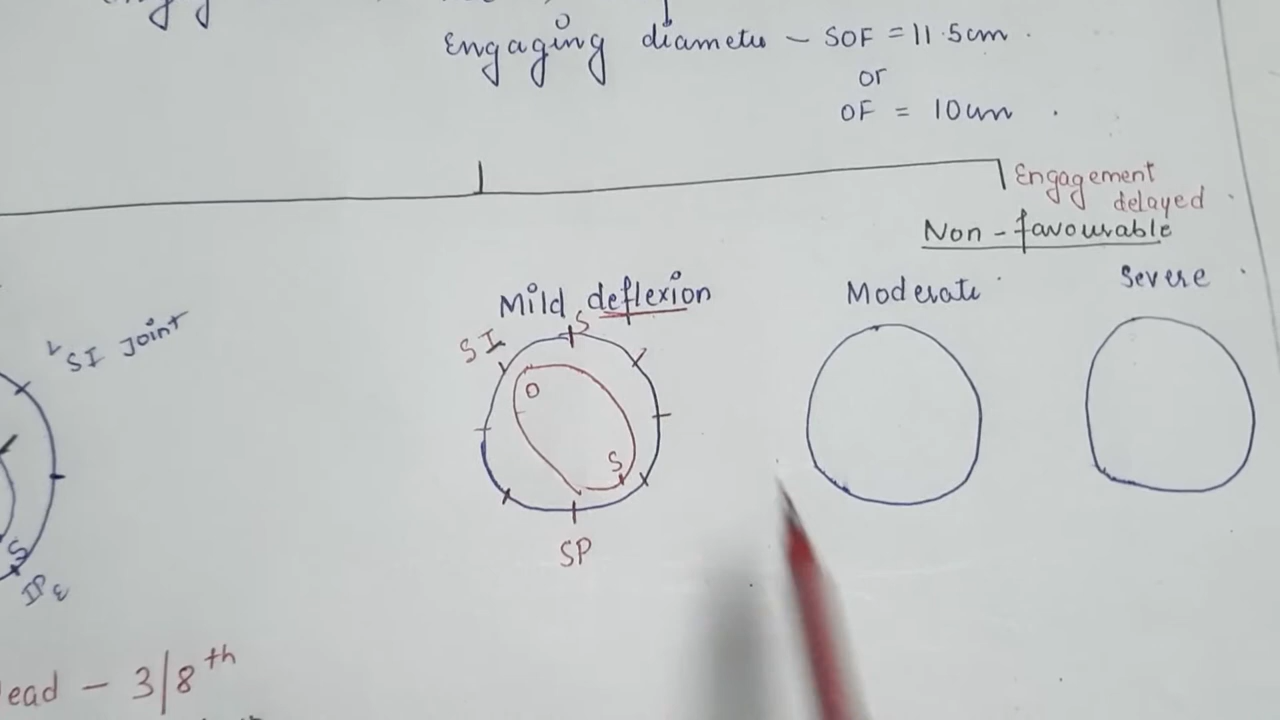 Engaging diameter – SOF = 11.5cm.
or
OF = 10cm.
Engagement
delayed
Non-favourable
Mild deflexion
Moderate
Severe
SI joint
SI
S
O
S
SP
S
ead – 3/8th